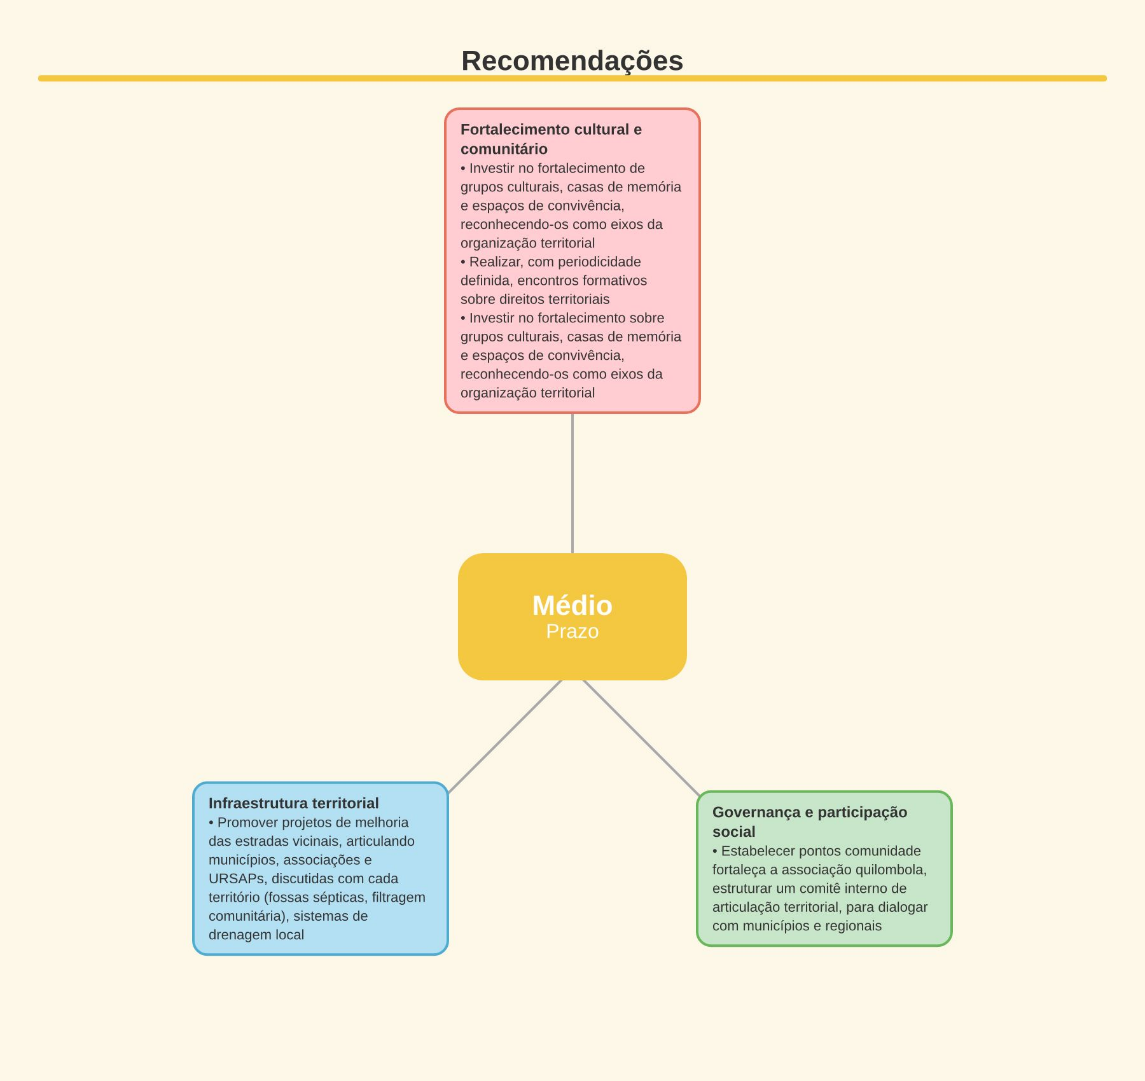 Recomendações
Fortalecimento cultural e
comunitário
• Investir no fortalecimento de
grupos culturais, casas de memória
e espaços de convivência,
reconhecendo-os como eixos da
organização territorial
• Realizar, com periodicidade
definida, encontros formativos
sobre direitos territoriais
• Investir no fortalecimento sobre
grupos culturais, casas de memória
e espaços de convivência,
reconhecendo-os como eixos da
organização territorial
Médio
Prazo
Infraestrutura territorial
• Promover projetos de melhoria
das estradas vicinais, articulando
municípios, associações e
URSAPs, discutidas com cada
território (fossas sépticas, filtragem
comunitária), sistemas de
drenagem local
Governança e participação
social
• Estabelecer pontos comunidade
fortaleça a associação quilombola,
estruturar um comitê interno de
articulação territorial, para dialogar
com municípios e regionais